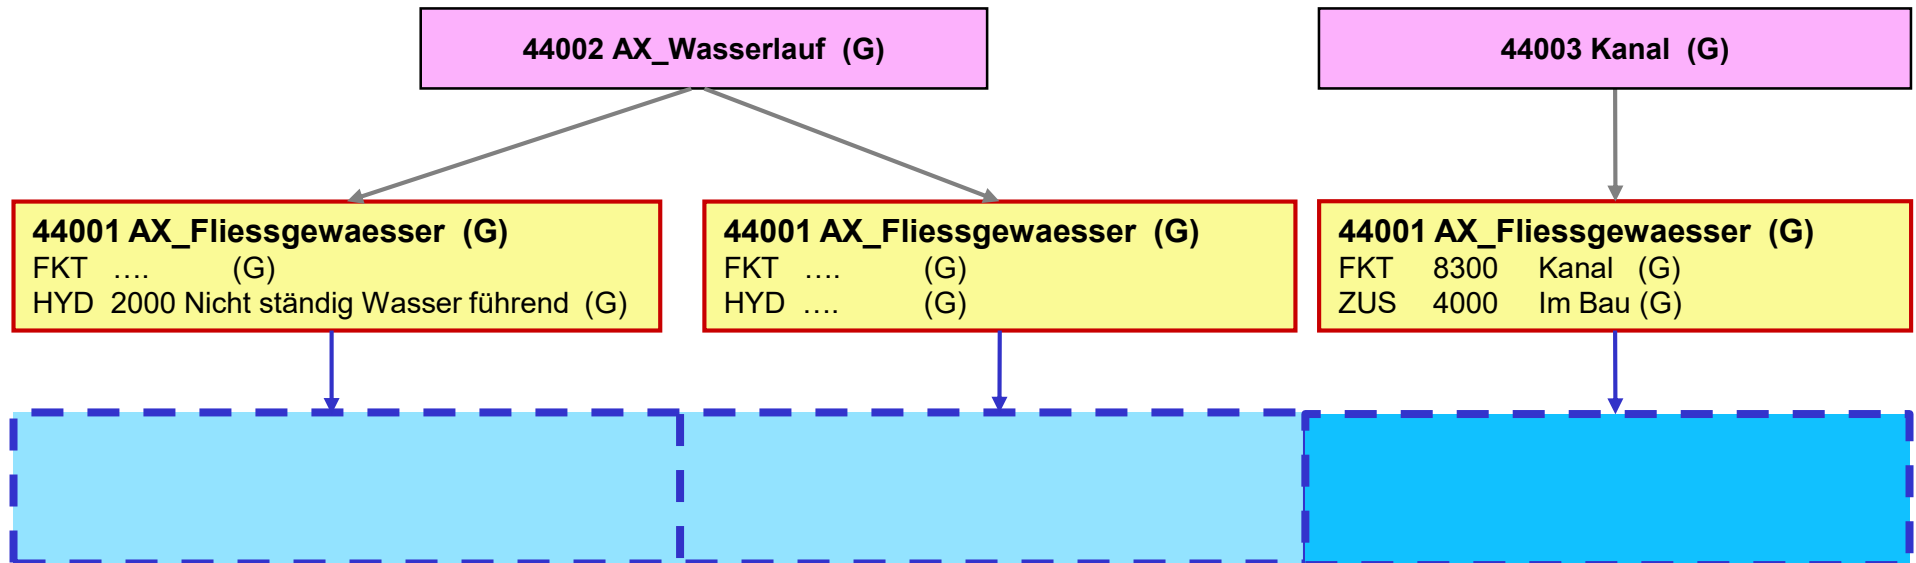 44002 AX_Wasserlauf (G)
44003 Kanal (G)
44001 AX_Fliessgewaesser (G)
FKT …. (G)
HYD 2000 Nicht ständig Wasser führend (G)
44001 AX_Fliessgewaesser (G)
FKT …. (G)
HYD …. (G)
44001 AX_Fliessgewaesser (G)
FKT 8300 Kanal (G)
ZUS 4000 Im Bau (G)